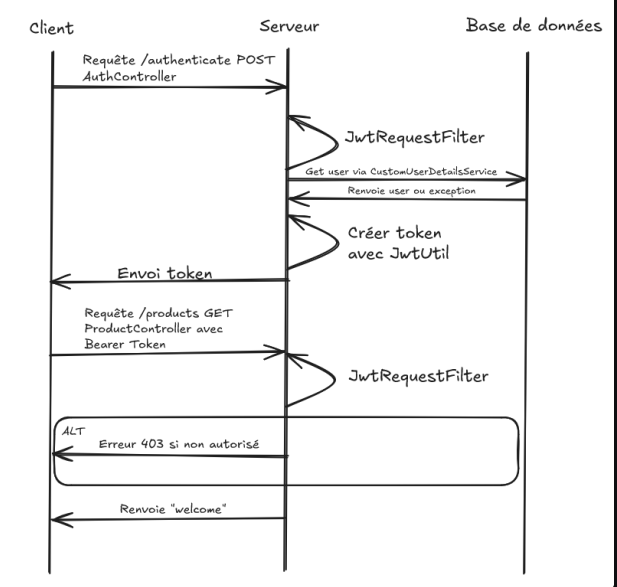 Client
Serveur
Base de données
Requête /authenticate POST
AuthController
JwtRequestFilter
Get user via CustomUserDetailsService
Renvoie user ou exception
Créer token
avec JwtUtil
Envoi token
Requête /products GET
ProductController avec
Bearer Token
JwtRequestFilter
ALT
Erreur 403 si non autorisé
Renvoie "welcome"